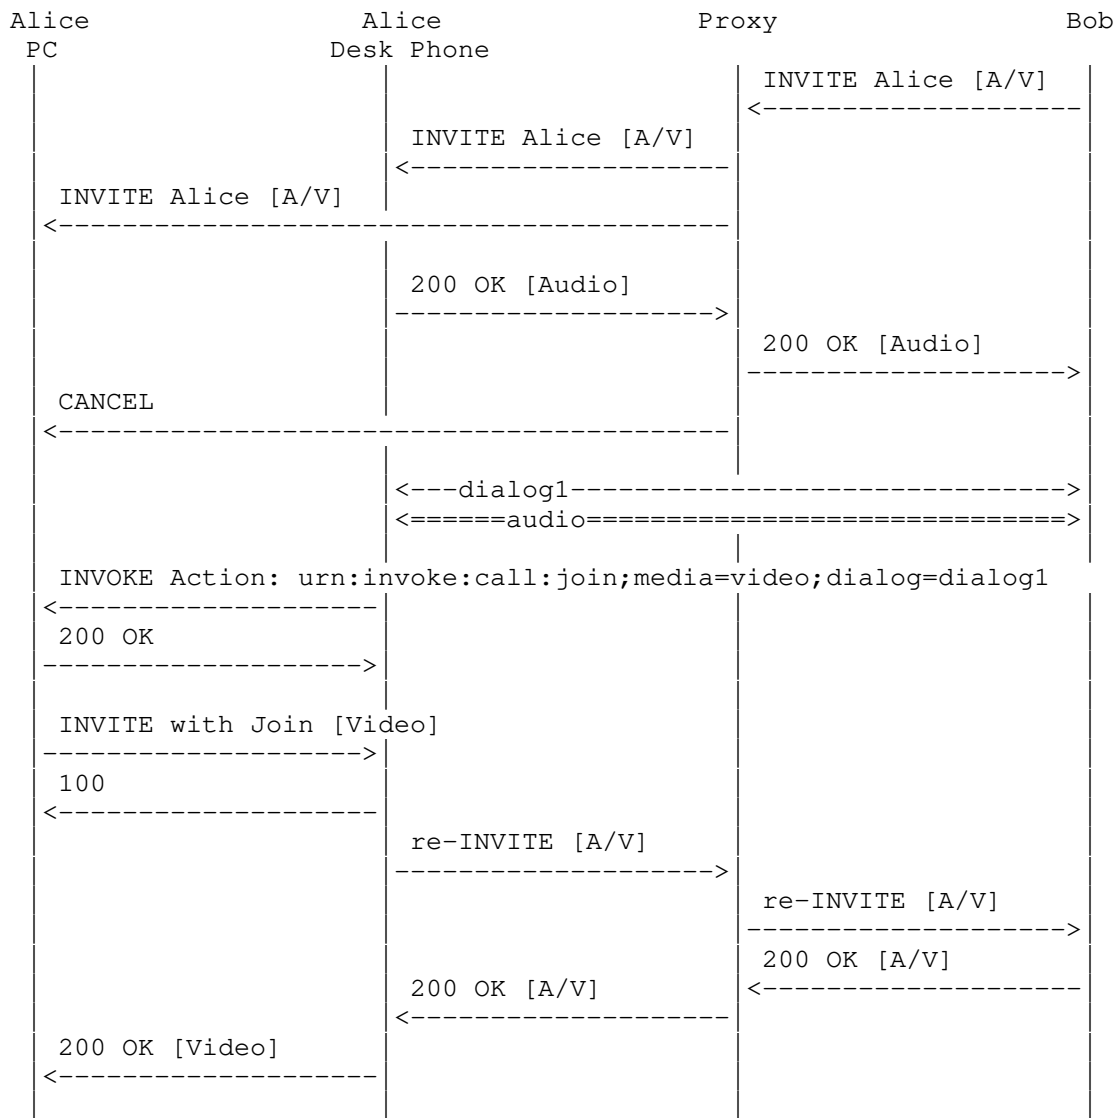 Alice Alice Proxy Bob
PC Desk Phone
INVITE Alice [A/V]
INVITE Alice [A/V]
INVITE Alice [A/V]
200 OK [Audio]
200 OK [Audio]
CANCEL
<---dialog1------------------------------->
<======audio==============================>
INVOKE Action: urn:invoke:call:join;media=video;dialog=dialog1
200 OK
INVITE with Join [Video]
100
re-INVITE [A/V]
re-INVITE [A/V]
200 OK [A/V]
200 OK [A/V]
200 OK [Video]